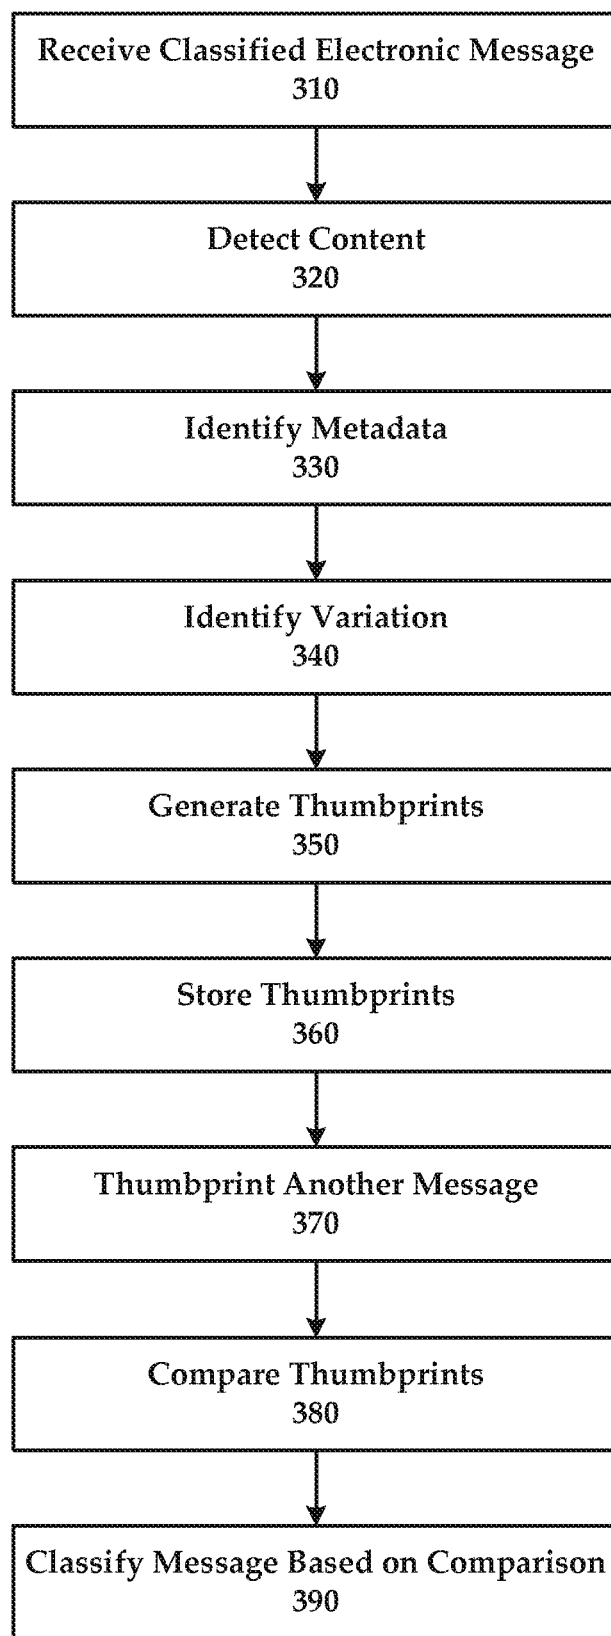 Receive Classified Electronic Message
310
Detect Content
320
Identify Metadata
330
Identify Variation
340
Generate Thumbprints
350
Store Thumbprints
360
Thumbprint Another Message
370
Compare Thumbprints
380
Classify Message Based on Comparison
390